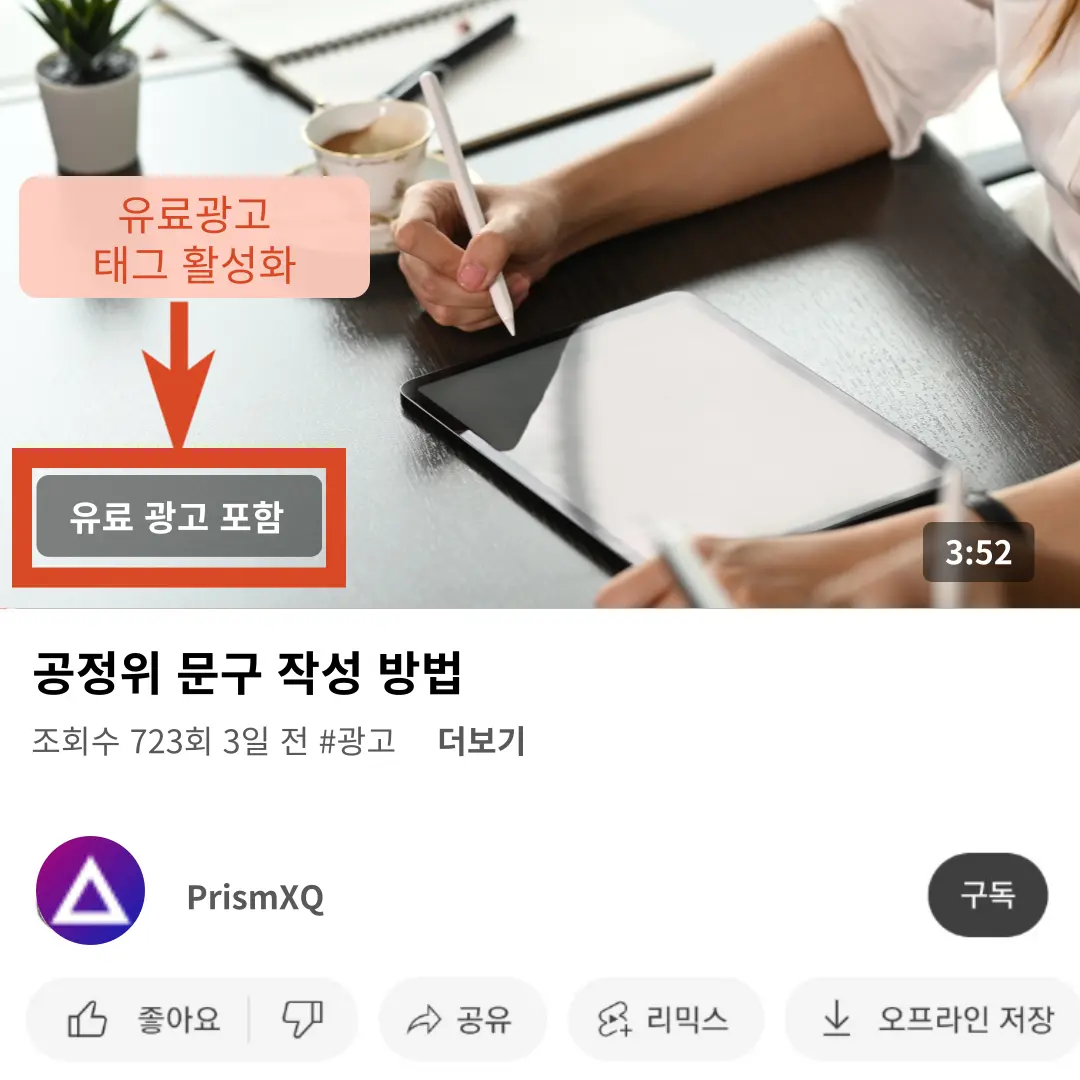 유료광고
태그 활성화
유료 광고 포함
3:52
공정위 문구 작성 방법
조회수 723회 3일 전 #광고 더보기
PrismXQ
구독
좋아요 공유 리믹스 오프라인 저장